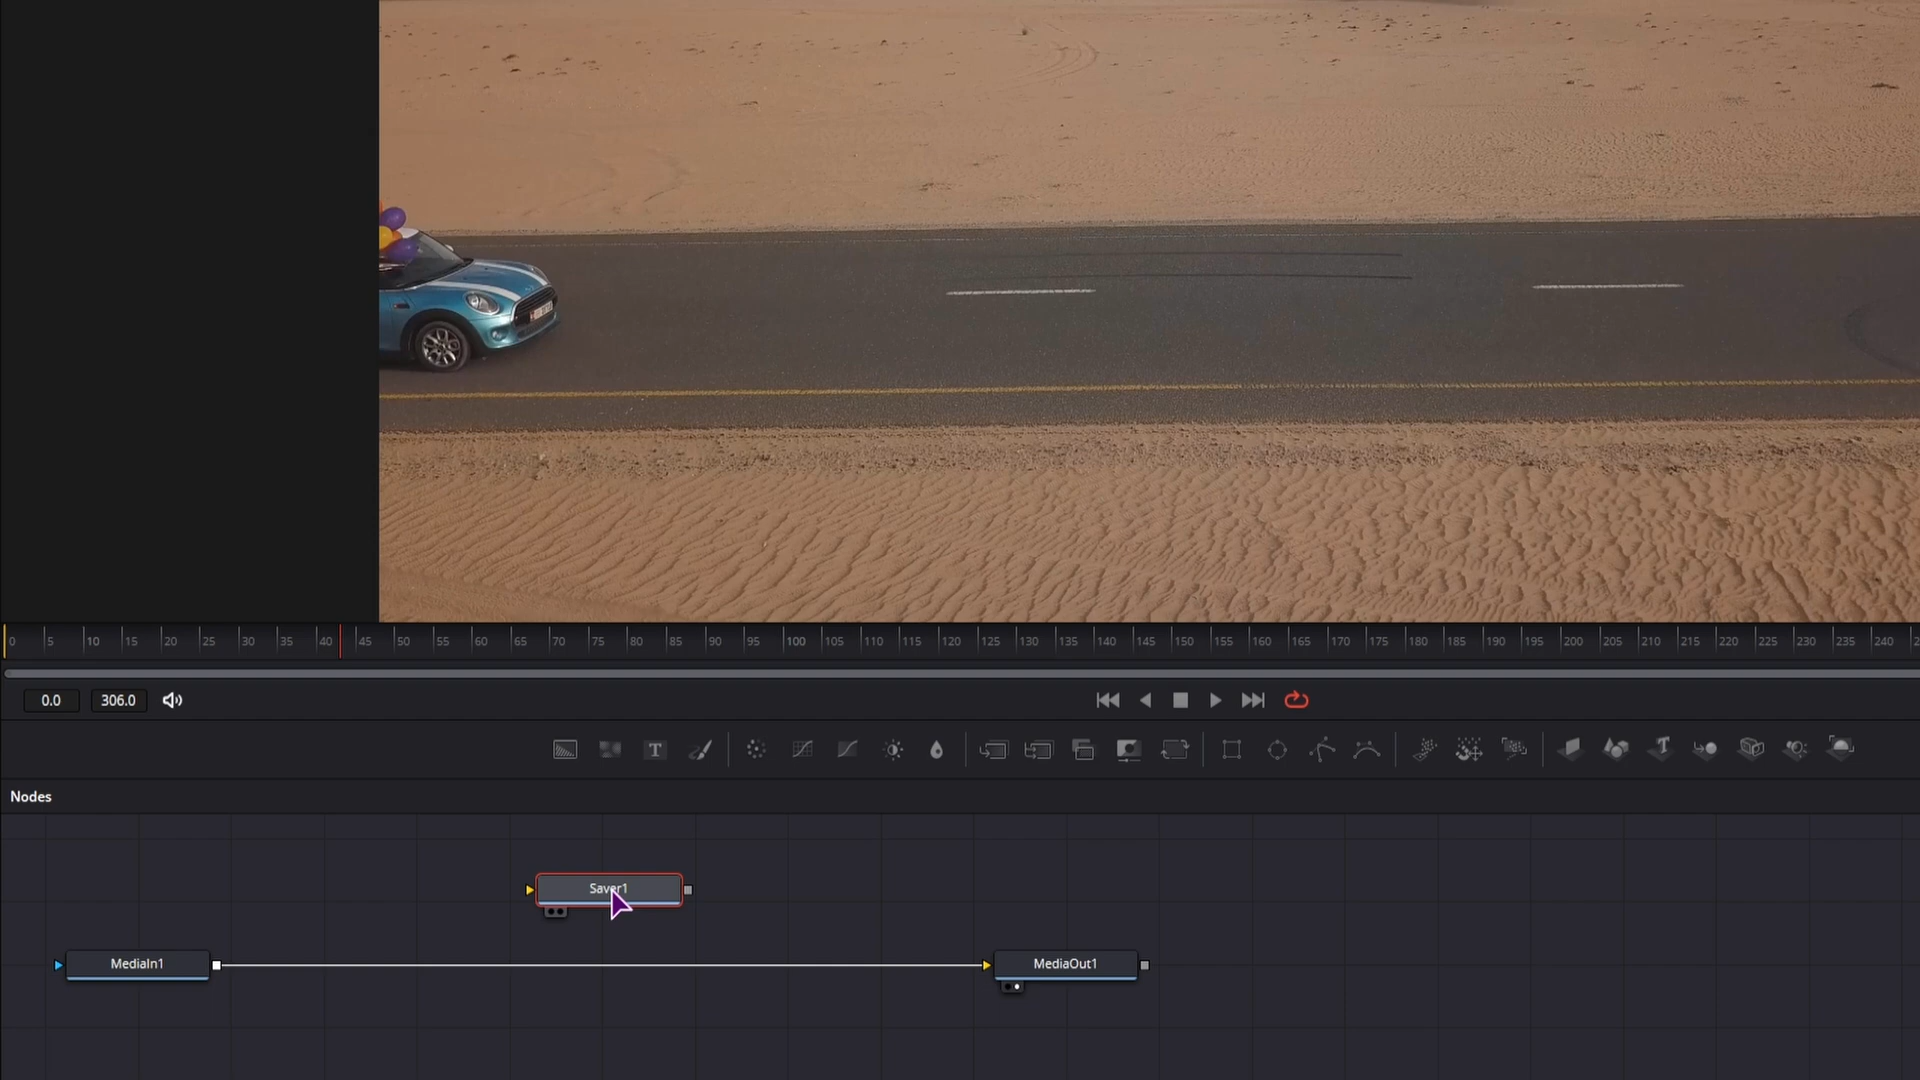 0 5 10 15 20 25 30 35 40 45 50 55 60 65 70 75 80 85 90 95 100 105 110 115 120 125 130 135 140 145 150 155 160 165 170 175 180 185 190 195 200 205 210 215 220 225 230 235 240
0.0 306.0
T T
Nodes
Saver1
MediaIn1 MediaOut1